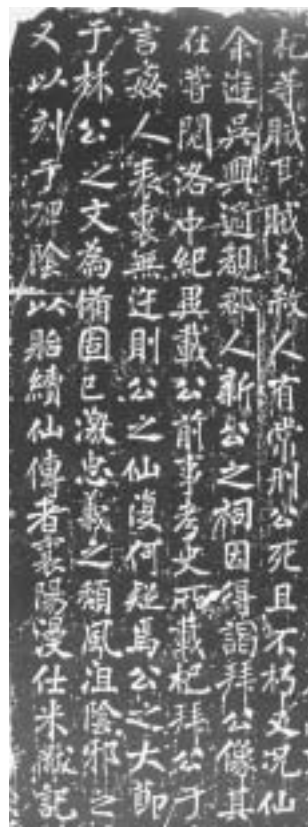 杞等賊耳賊之殺人有常刑公死且不朽又況仙
余遊吳興適覩郡人新公之祠因得謁拜公像其
在嘗閱洛中紀異載公前事考史所載杞拜公于
言姦人表裏無迕則公之仙復何疑焉公之大節
于林公之文為備固已激忠義之頹風沮陰邪之
又以刻于碑陰以貽續仙傳者襄陽漫仕米黻記